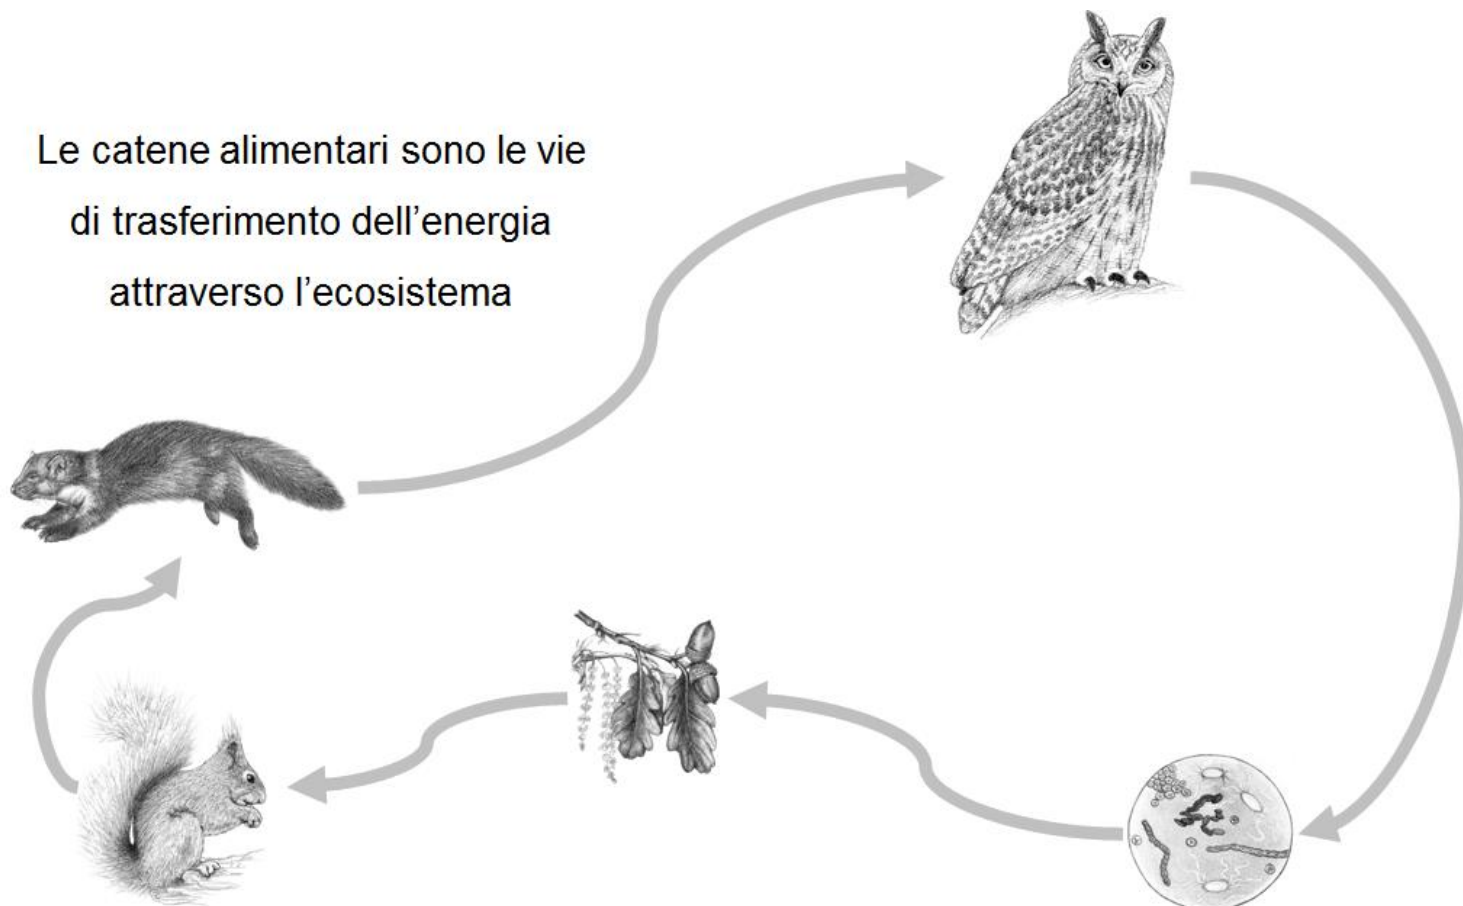 Le catene alimentari sono le vie
di trasferimento dell’energia
attraverso l’ecosistema